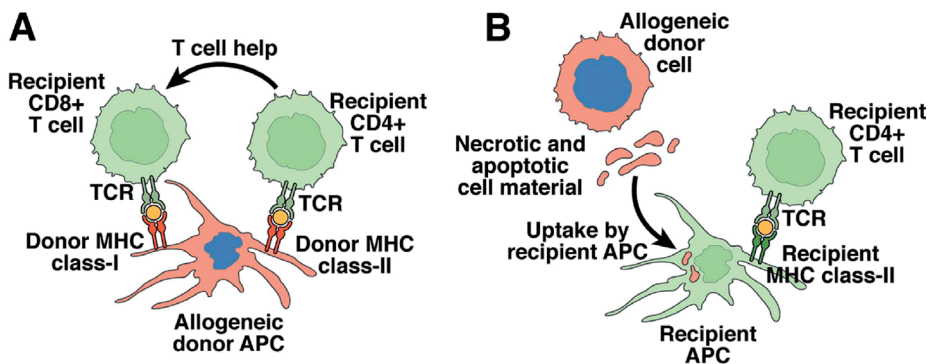 A
T cell help
Recipient
CD8+
T cell
Recipient
CD4+
T cell
TCR
TCR
Donor MHC
class-I
Donor MHC
class-II
Allogeneic
donor APC
B
Allogeneic
donor
cell
Recipient
CD4+
T cell
Necrotic and
apoptotic
cell material
TCR
Uptake by
recipient APC
Recipient
MHC class-II
Recipient
APC